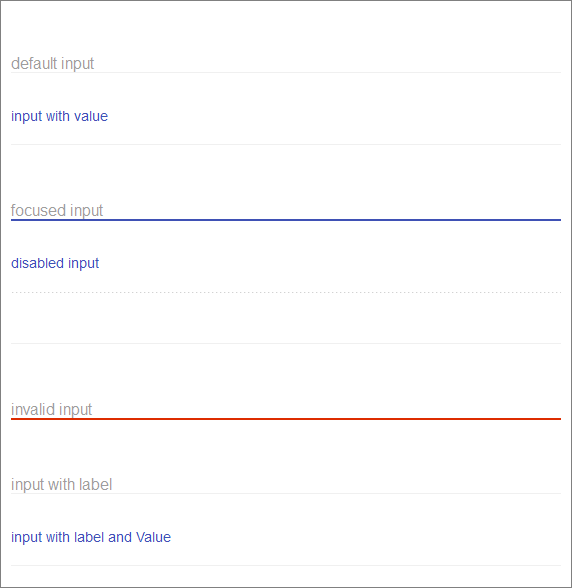 default input
input with value
focused input
disabled input
invalid input
input with label
input with label and Value